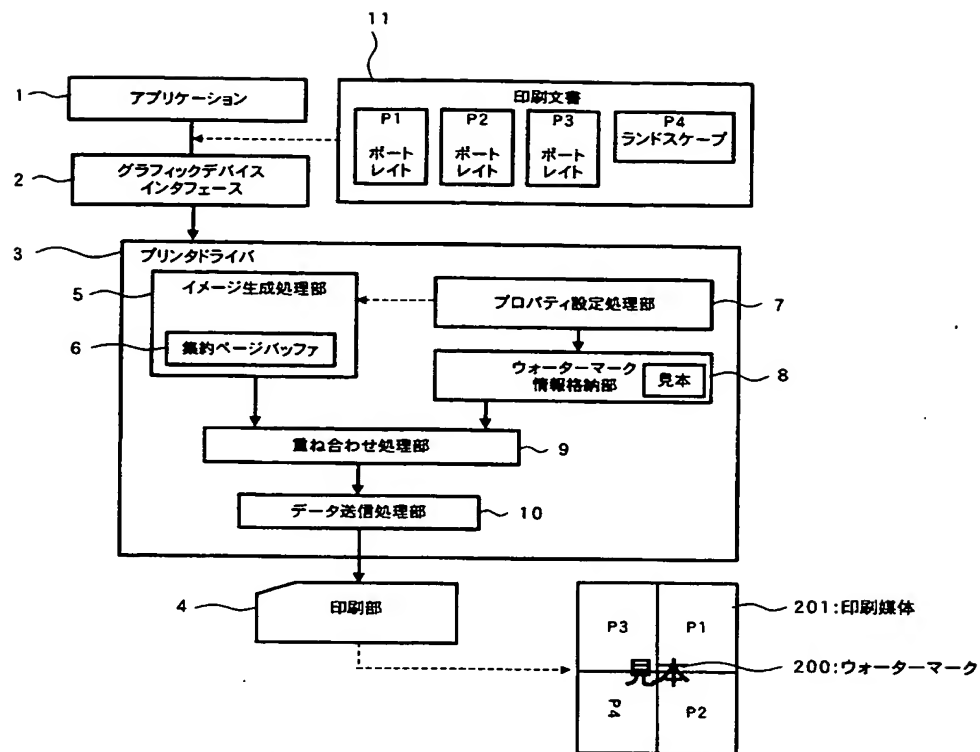 11
1
アプリケーション
印刷文書
P1
ポート
レイト
P2
ポート
レイト
P3
ポート
レイト
P4
ランドスケープ
2
グラフィックデバイス
インタフェース
3
プリンタドライバ
5
イメージ生成処理部
6
集約ページバッファ
プロパティ設定処理部
7
ウォーターマーク
情報格納部
見本
8
重ね合わせ処理部
9
データ送信処理部
10
4
印刷部
P3
P1
201:印刷媒体
見本
200:ウォーターマーク
P4
P2